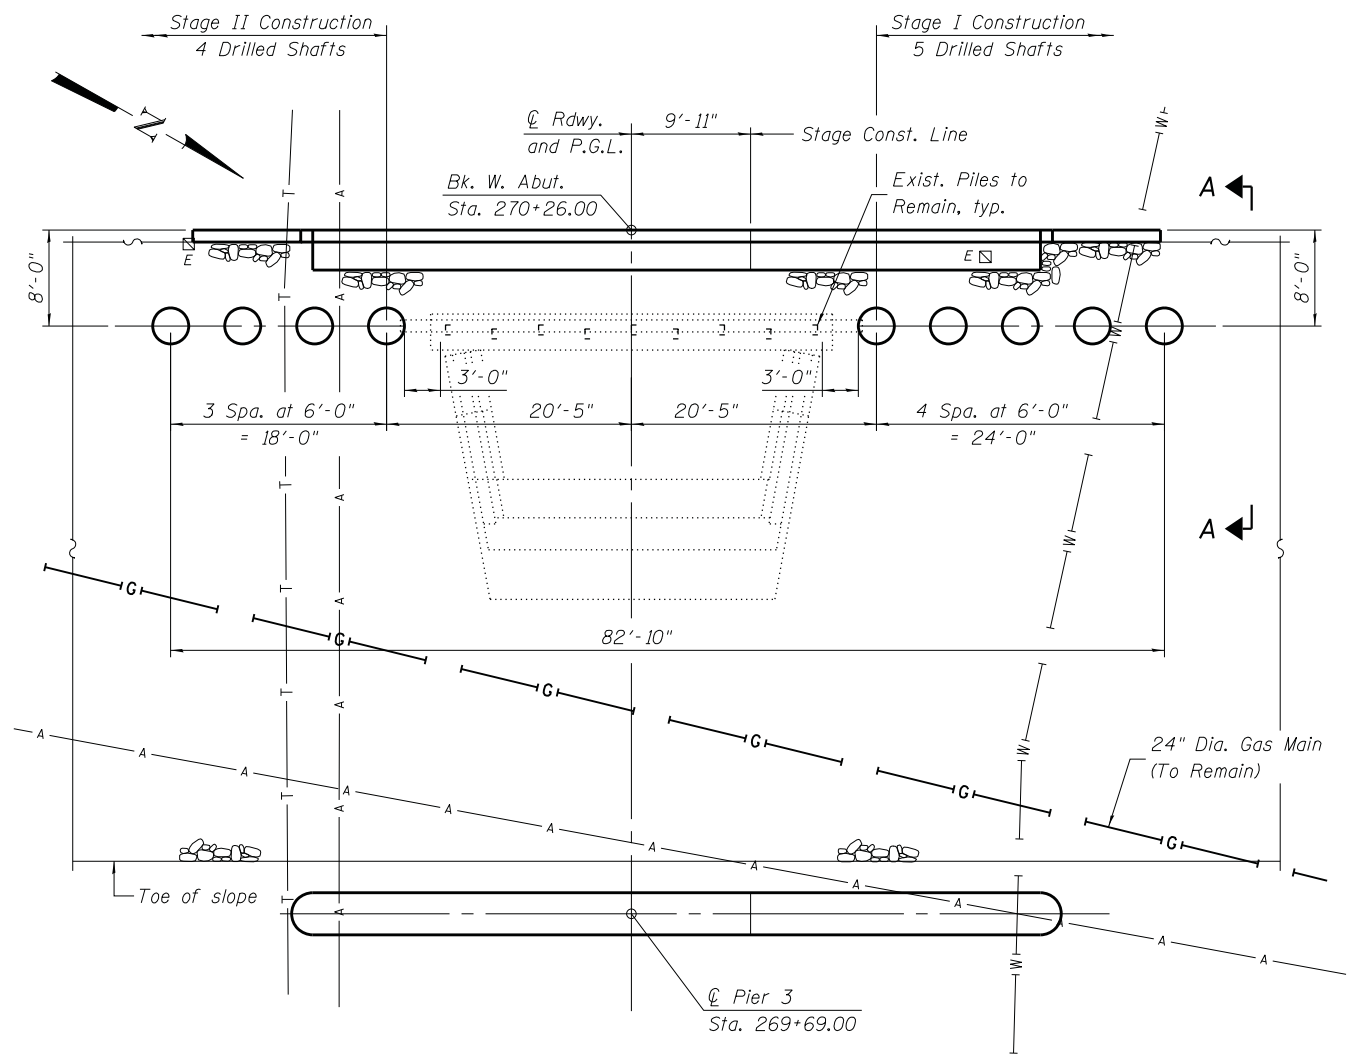 Stage II Construction
4 Drilled Shafts
Stage I Construction
5 Drilled Shafts
N
℄ Rdwy.
and P.G.L.
9'-11"
Stage Const. Line
Bk. W. Abut.
Sta. 270+26.00
Exist. Piles to
Remain, typ.
A
W
T
A
E
E
8'-0"
8'-0"
T
A
W
3'-0"
3'-0"
3 Spa. at 6'-0"
= 18'-0"
20'-5"
20'-5"
4 Spa. at 6'-0"
= 24'-0"
T
A
A
W
G
T
A
G
82'-10"
T
A
G
A
G
W
24" Dia. Gas Main
(To Remain)
A
A
A
T
A
A
G
A
A
G
A
A
A
Toe of slope
T
A
A
A
W
A
℄ Pier 3
Sta. 269+69.00